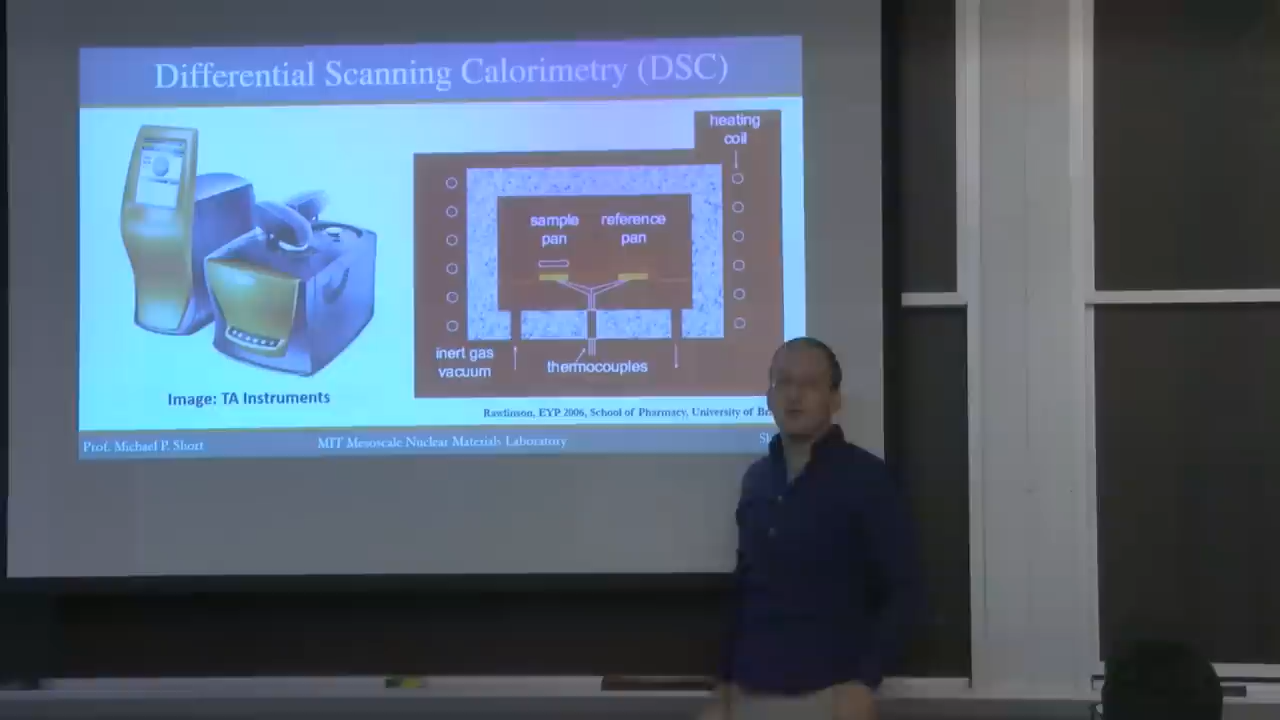 Differential Scanning Calorimetry (DSC)
heating
coil
sample
pan
reference
pan
inert gas
vacuum
thermocouples
Image: TA Instruments
Rawlinson, EYP 2006, School of Pharmacy, University of
Prof. Michael P. Short
MIT Mesoscale Nuclear Materials Laboratory